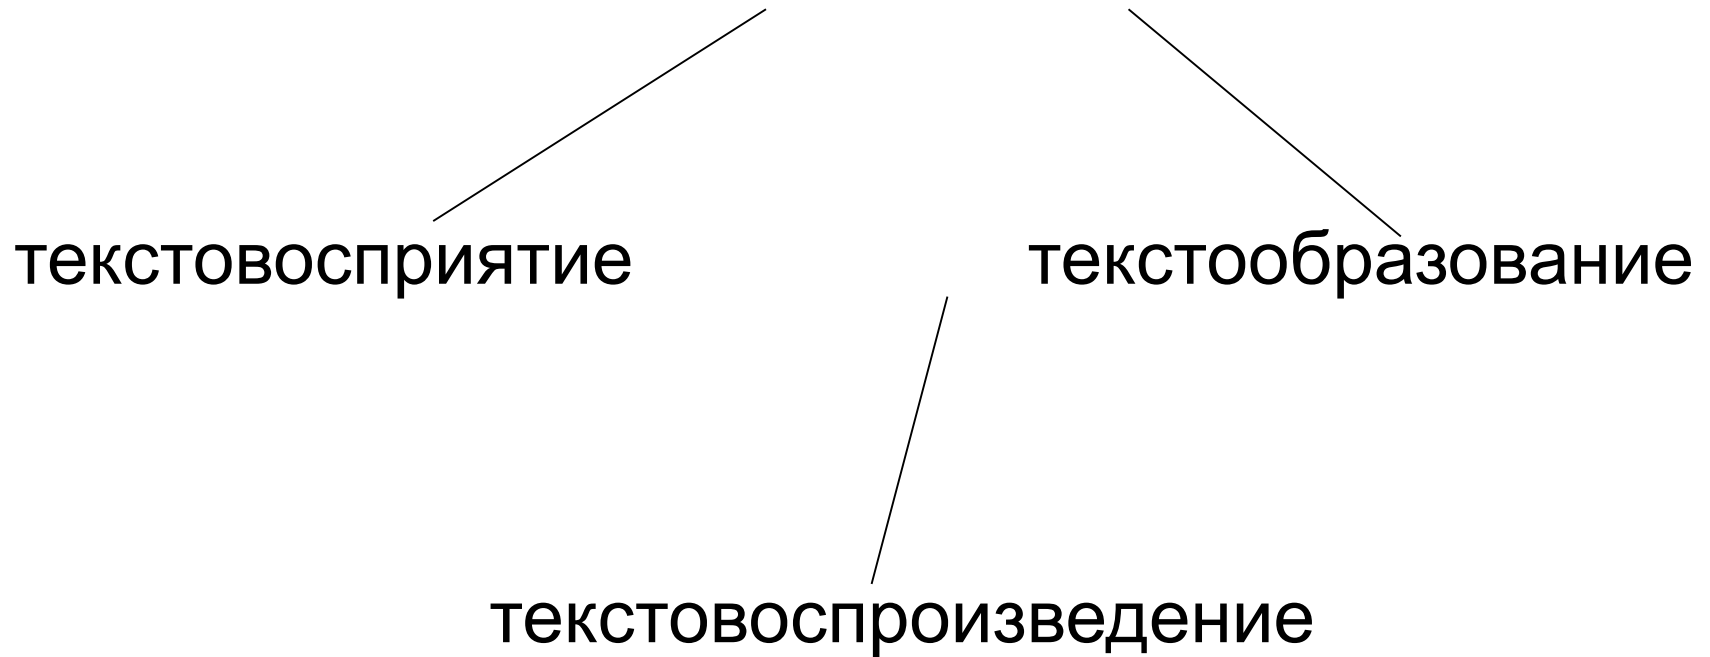 текстовосприятие
текстообразование
текстовоспроизведение